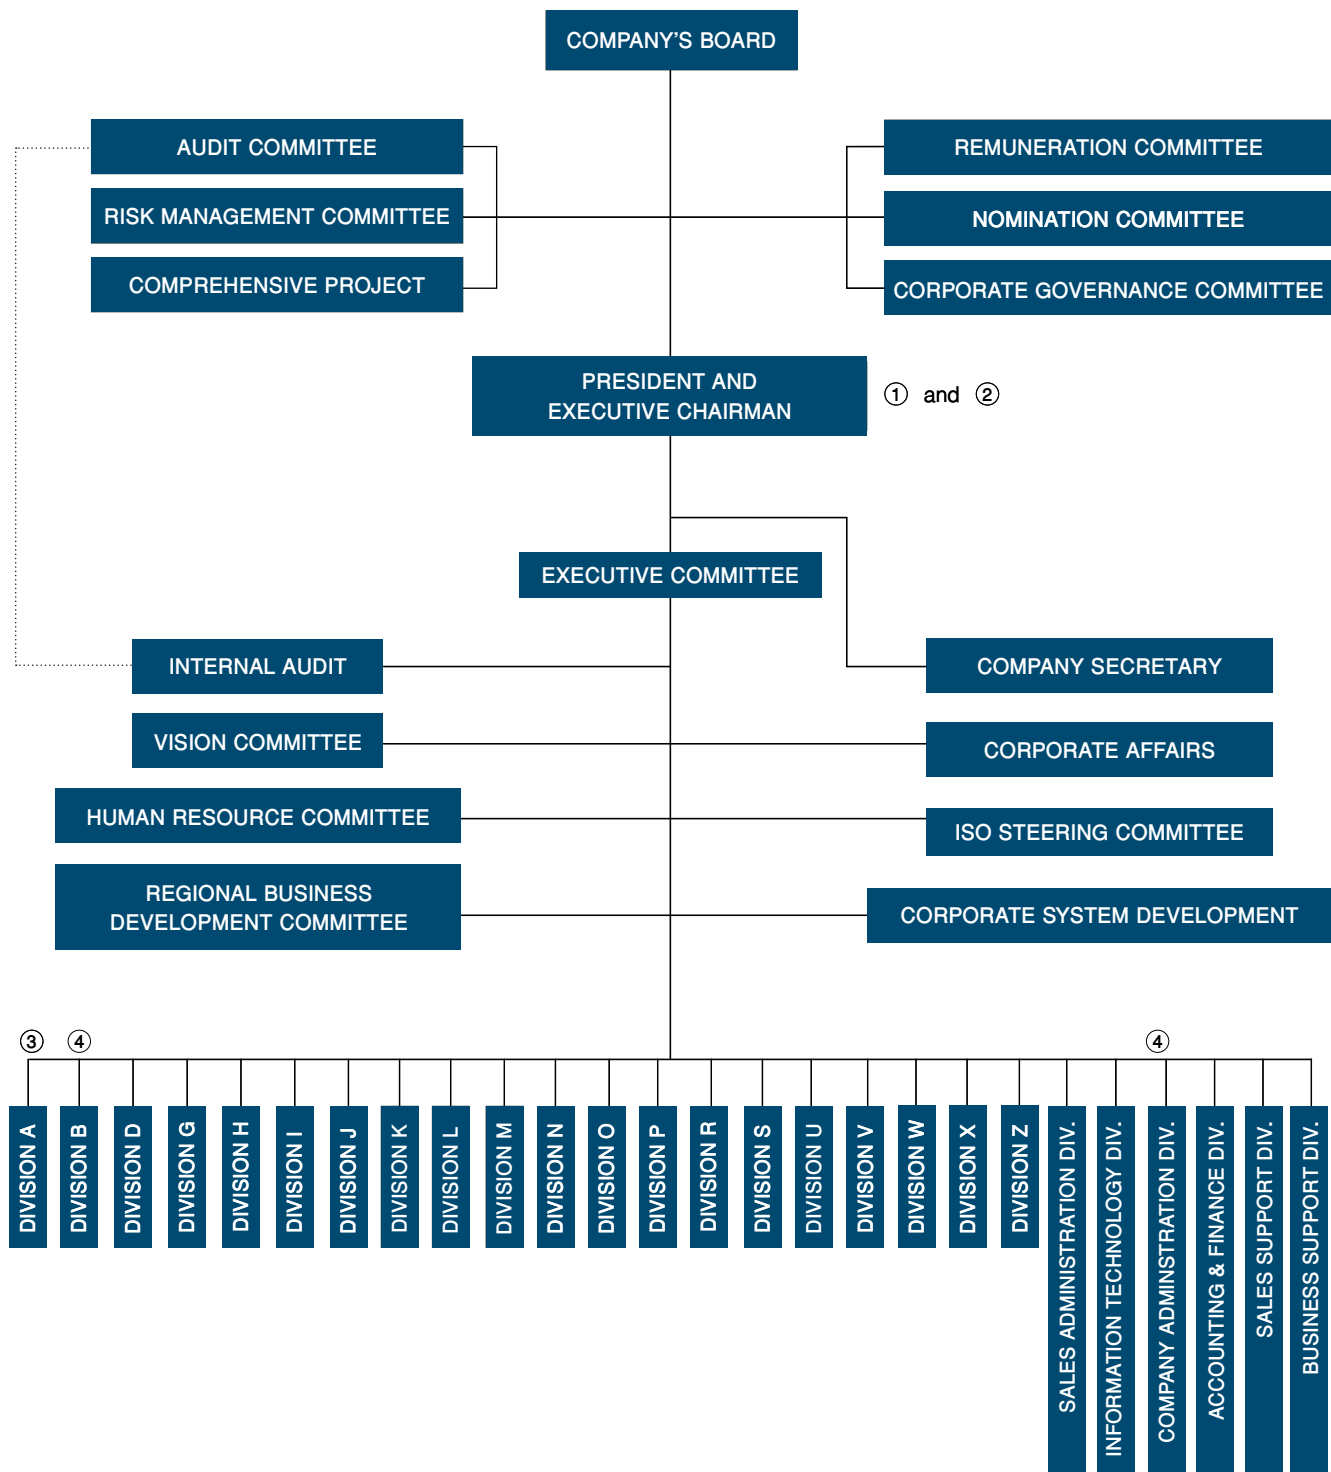 COMPANY'S BOARD
AUDIT COMMITTEE
REMUNERATION COMMITTEE
RISK MANAGEMENT COMMITTEE
NOMINATION COMMITTEE
COMPREHENSIVE PROJECT
CORPORATE GOVERNANCE COMMITTEE
PRESIDENT AND
EXECUTIVE CHAIRMAN
① and ②
EXECUTIVE COMMITTEE
INTERNAL AUDIT
COMPANY SECRETARY
VISION COMMITTEE
CORPORATE AFFAIRS
HUMAN RESOURCE COMMITTEE
ISO STEERING COMMITTEE
REGIONAL BUSINESS
DEVELOPMENT COMMITTEE
CORPORATE SYSTEM DEVELOPMENT
③
④
④
DIVISION A
DIVISION B
DIVISION D
DIVISION G
DIVISION H
DIVISION I
DIVISION J
DIVISION K
DIVISION L
DIVISION M
DIVISION N
DIVISION O
DIVISION P
DIVISION R
DIVISION S
DIVISION U
DIVISION V
DIVISION W
DIVISION X
DIVISION Z
SALES ADMINISTRATION DIV.
INFORMATION TECHNOLOGY DIV.
COMPANY ADMINSTRATION DIV.
ACCOUNTING & FINANCE DIV.
SALES SUPPORT DIV.
BUSINESS SUPPORT DIV.